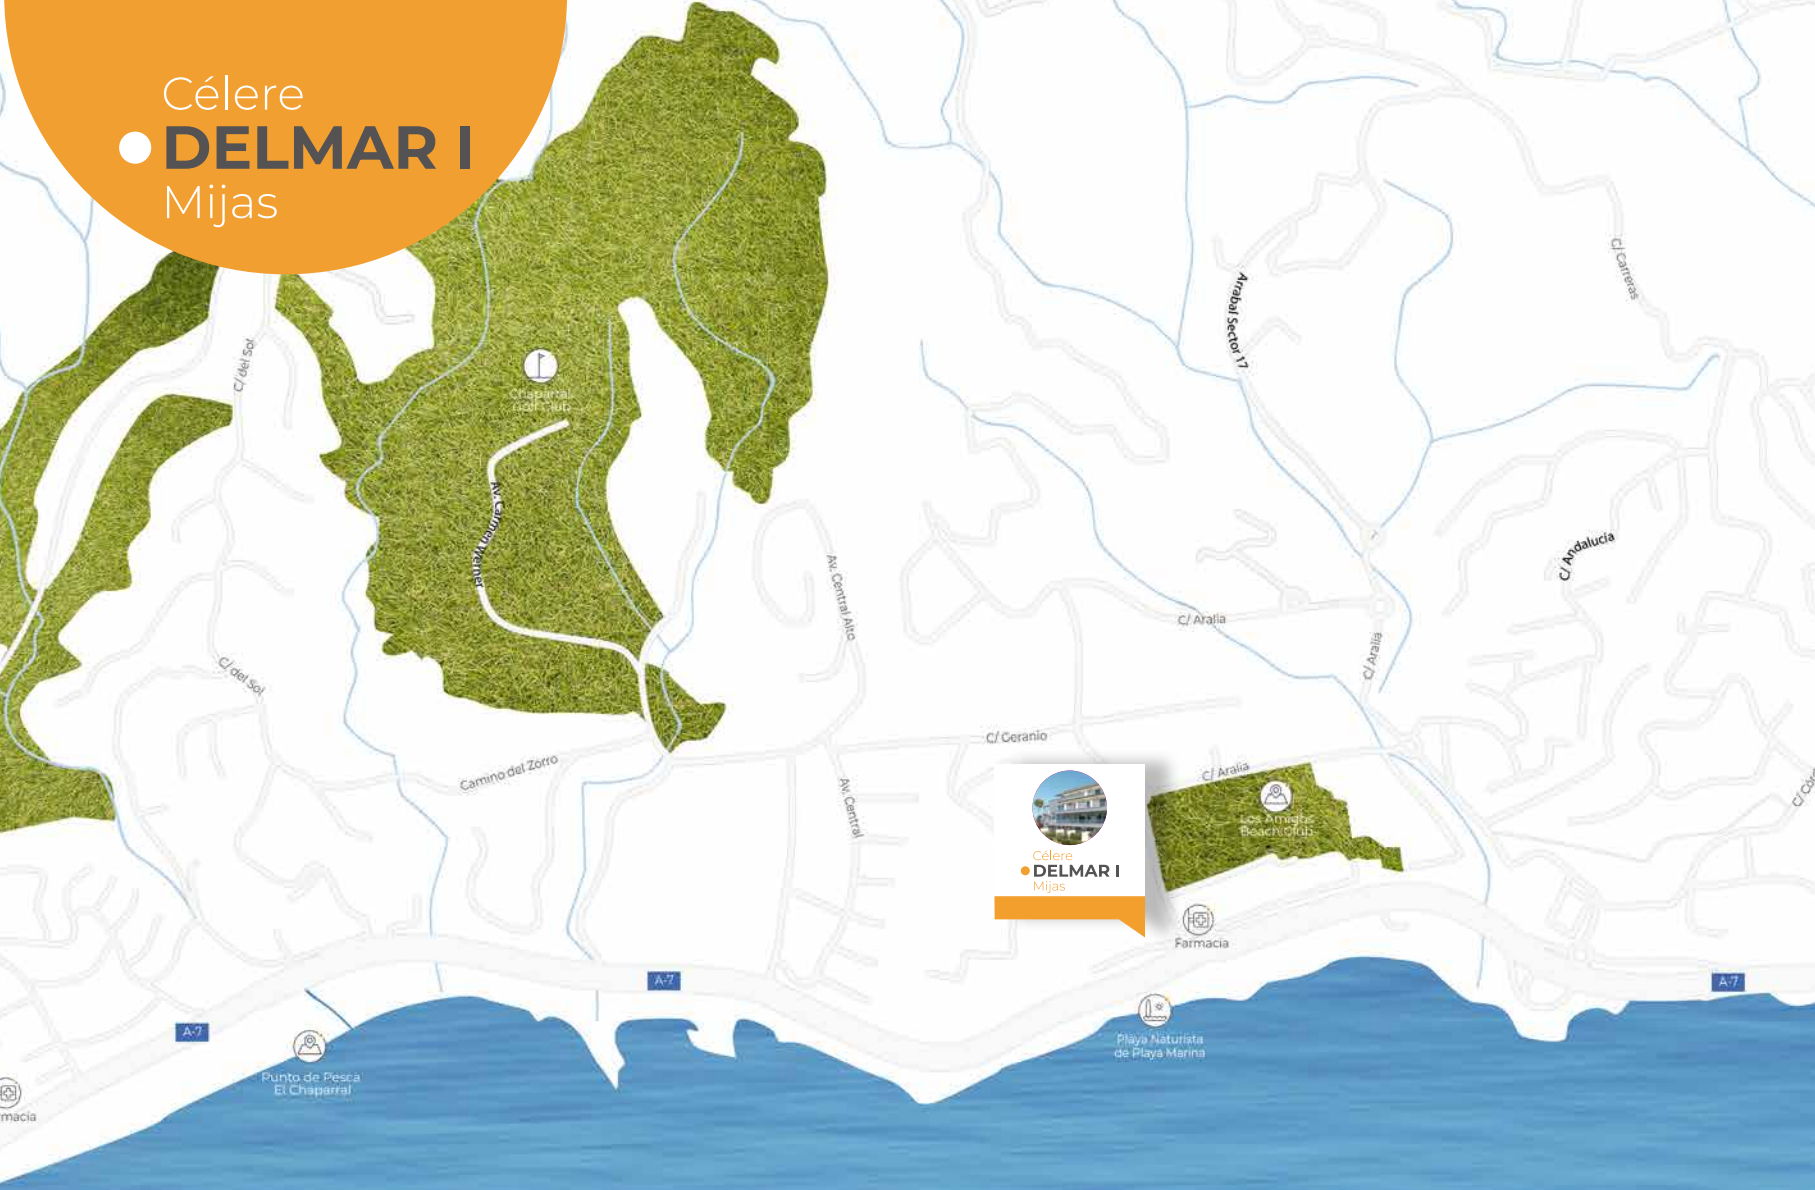 Célere
DELMAR I
Mijas
C/ Carreras
Arrabal Sector 17
C/ del Sol
Chaparral
Golf Club
Av. Carmen Werner
C/ Andalucía
Av. Central Alto
C/ Aralia
C/ Aralia
C/ del Sol
C/ Geranio
Camino del Zorro
C/ Aralia
Av. Central
Los Amigos
Beach Club
Célere
DELMAR I
Mijas
Farmacia
A-7
A-7
A-7
Playa Naturista
de Playa Marina
Punto de Pesca
El Chaparral
macia